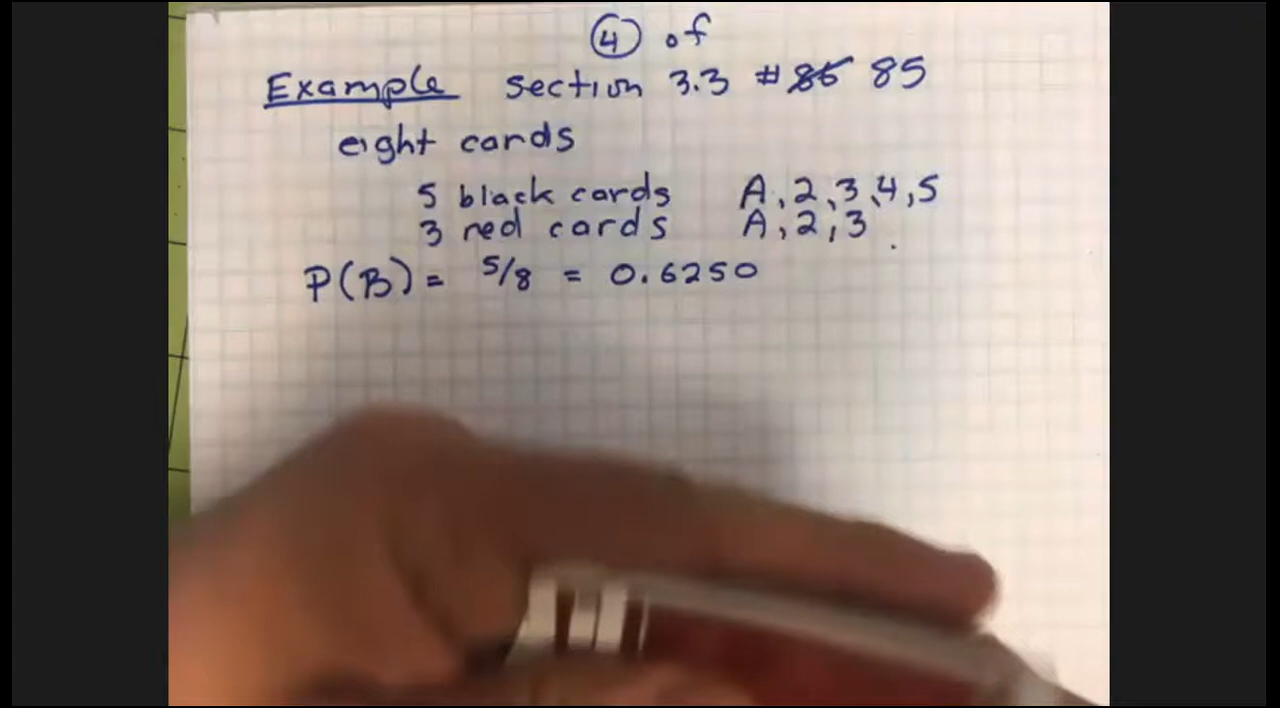 ④ of
Example section 3.3 # 85
eight cards
5 black cards A, 2, 3, 4, 5
3 red cards A, 2, 3
P(B) = 5/8 = 0.6250